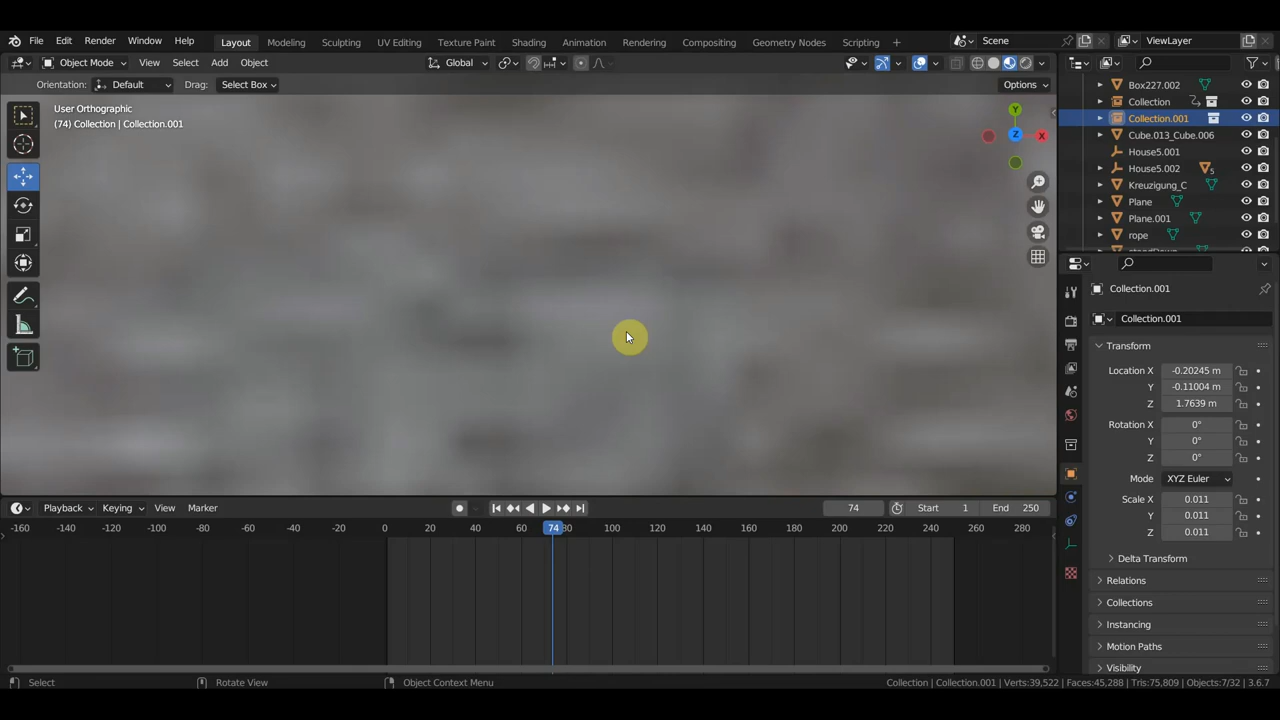 File Edit Render Window Help Layout Modeling Sculpting UV Editing Texture Paint Shading Animation Rendering Compositing Geometry Nodes Scripting + Scene ViewLayer
Object Mode View Select Add Object Global
Orientation: Default Drag: Select Box Options
User Orthographic
(74) Collection | Collection.001
Y
Z X
Box227.002
Collection
Collection.001
Cube.013_Cube.006
House5.001
House5.002 5
Kreuzigung_C
Plane
Plane.001
rope
Collection.001
Collection.001
Transform
Location X -0.20245 m
Y -0.11004 m
Z 1.7639 m
Rotation X 0°
Y 0°
Z 0°
Mode XYZ Euler
Scale X 0.011
Y 0.011
Z 0.011
Delta Transform
Relations
Collections
Instancing
Motion Paths
Visibility
Playback Keying View Marker 74 Start 1 End 250
-160 -140 -120 -100 -80 -60 -40 -20 0 20 40 60 74 80 100 120 140 160 180 200 220 240 260 280
Select Rotate View Object Context Menu Collection | Collection.001 | Verts:39,522 | Faces:45,288 | Tris:75,809 | Objects:7/32 | 3.6.7